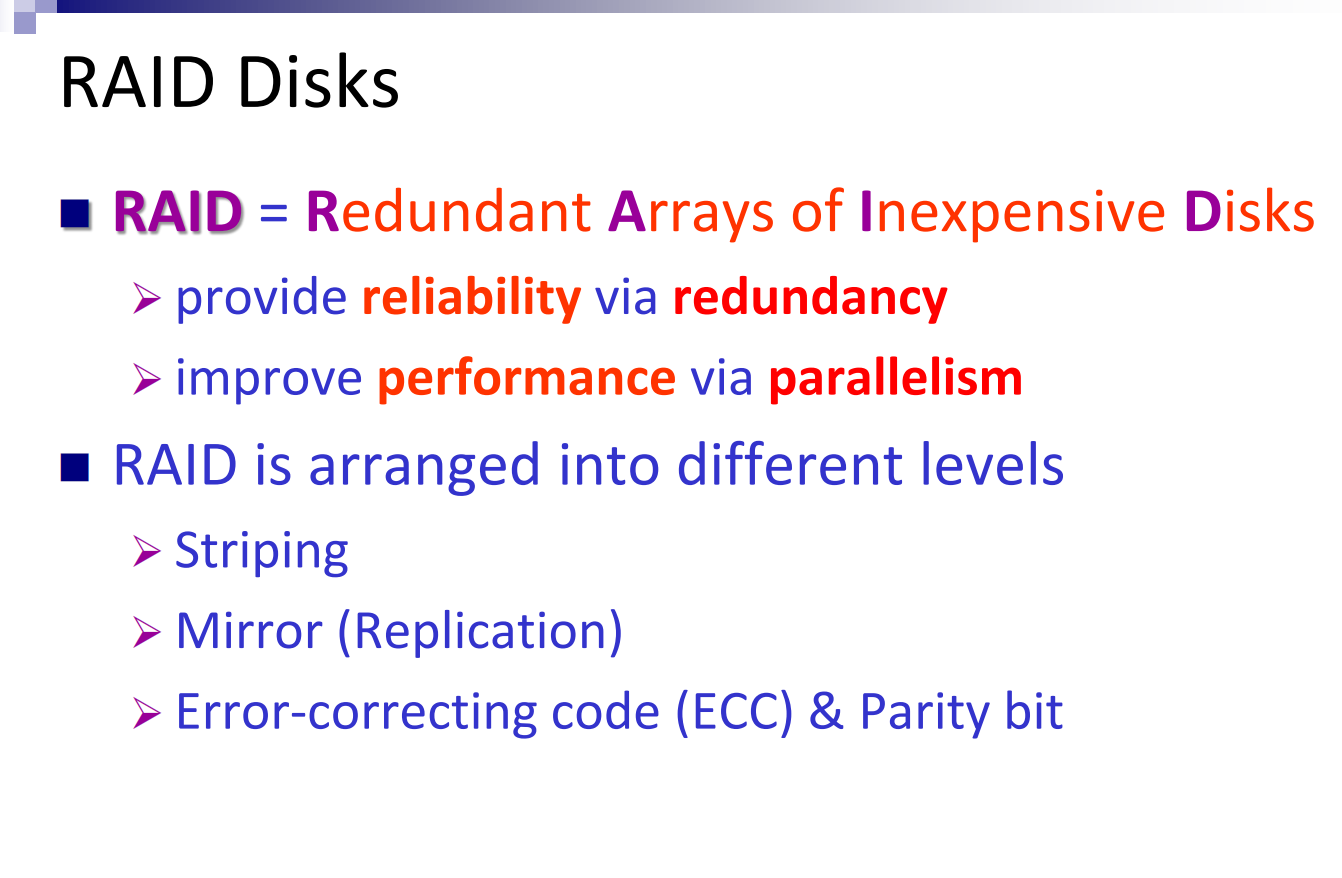 RAID Disks
RAID = Redundant Arrays of Inexpensive Disks
provide reliability via redundancy
improve performance via parallelism
RAID is arranged into different levels
Striping
Mirror (Replication)
Error-correcting code (ECC) & Parity bit